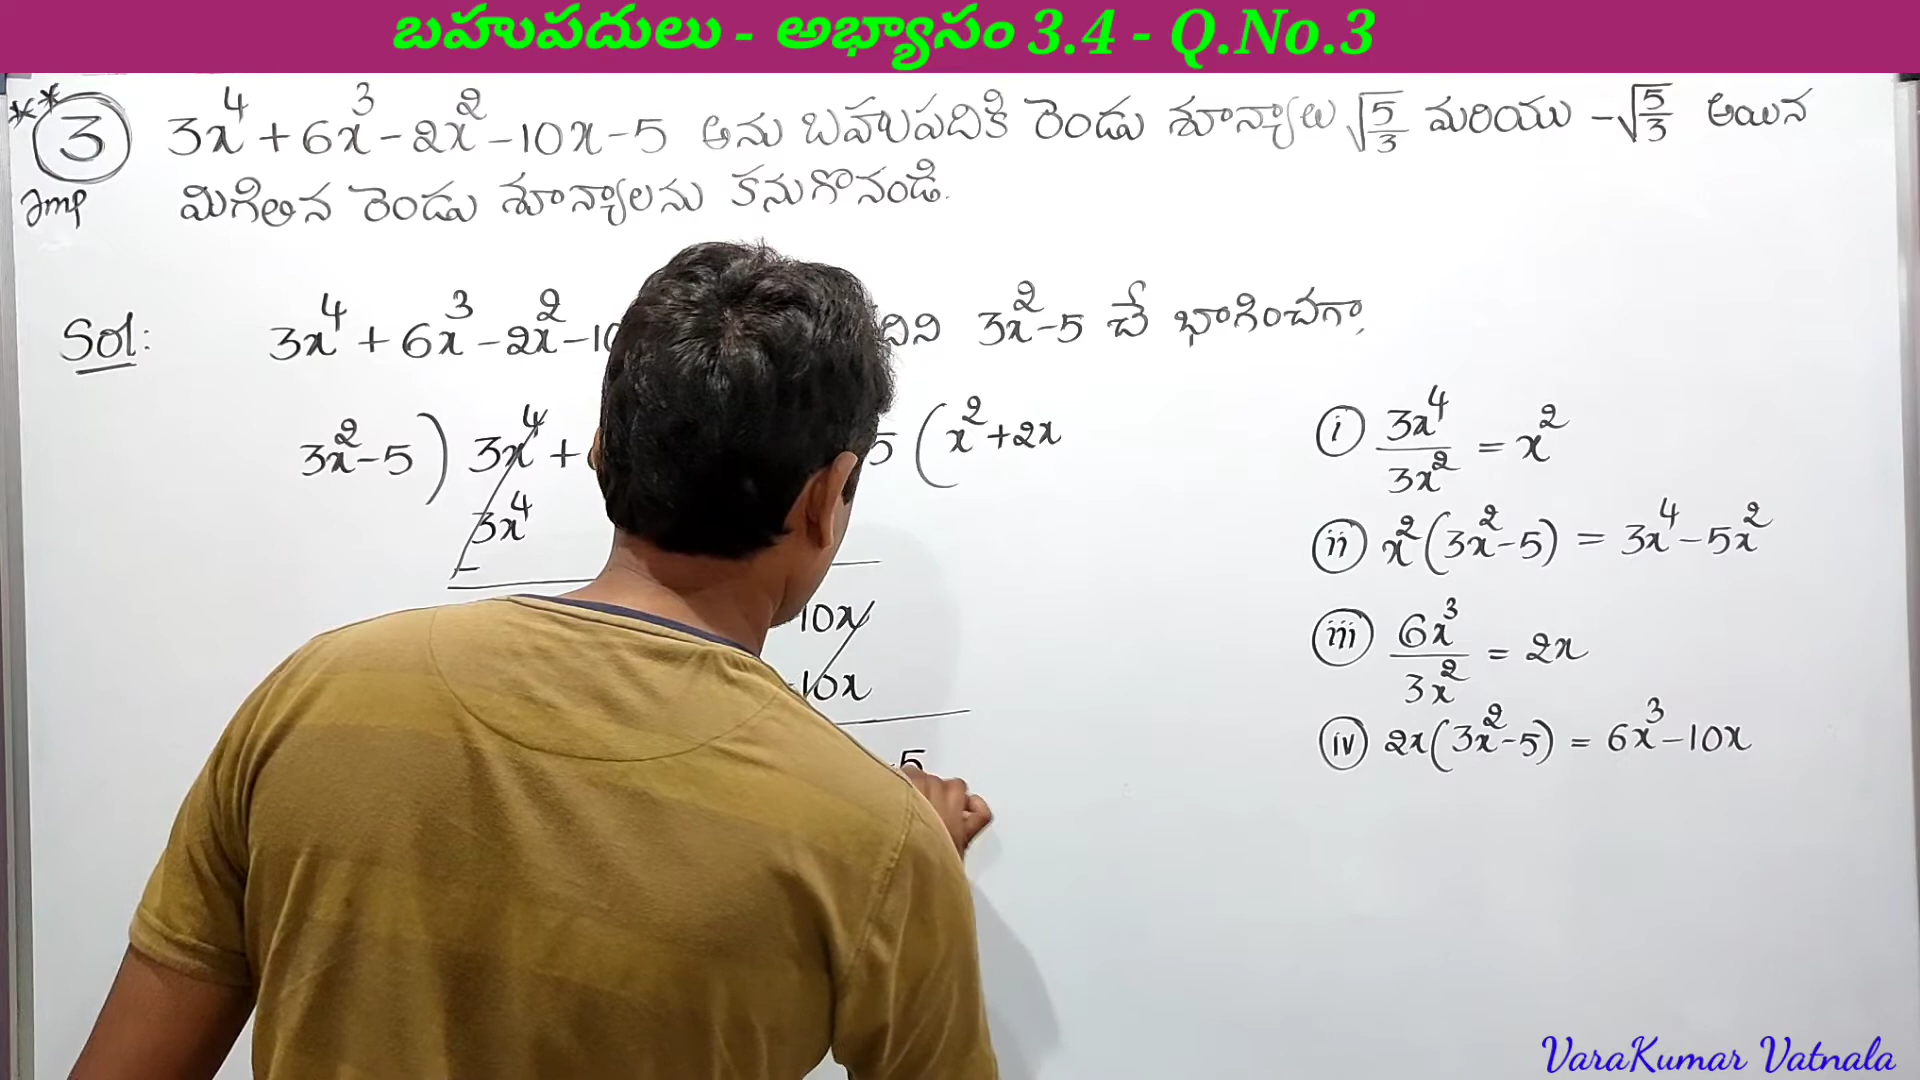 బహుపదులు - అభ్యాసం 3.4 - Q.No.3
** 3 3x⁴ + 6x³ - 2x² - 10x - 5 అను బహుపదికి రెండు శూన్యాలు √5/3 మరియు -√5/3 అయిన
Imp మిగిలిన రెండు శూన్యాలను కనుగొనండి.
Sol: 3x⁴ + 6x³ - 2x² - 10 3x² - 5 చే భాగించగా,
3x² - 5 ) 3x⁴ + 5 ( x² + 2x
3x⁴
-
10x
10x
-5
i 3x⁴/3x² = x²
ii x²(3x² - 5) = 3x⁴ - 5x²
iii 6x³/3x² = 2x
iv 2x(3x² - 5) = 6x³ - 10x
VaraKumar Vatnala